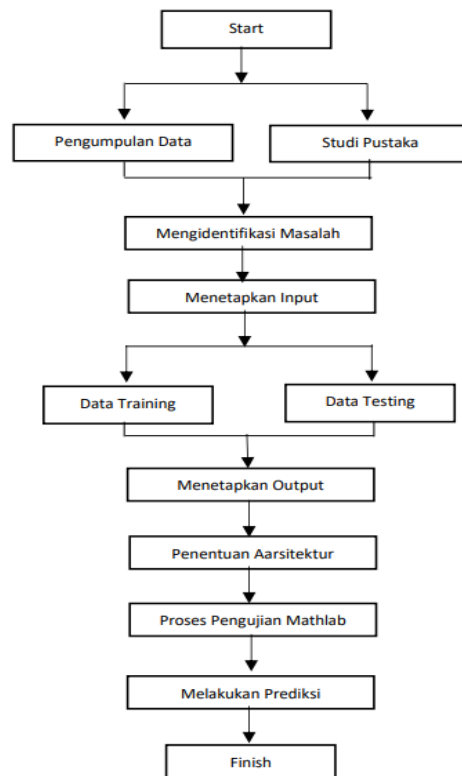 Start
Pengumpulan Data
Studi Pustaka
Mengidentifikasi Masalah
Menetapkan Input
Data Training
Data Testing
Menetapkan Output
Penentuan Aarsitektur
Proses Pengujian Mathlab
Melakukan Prediksi
Finish